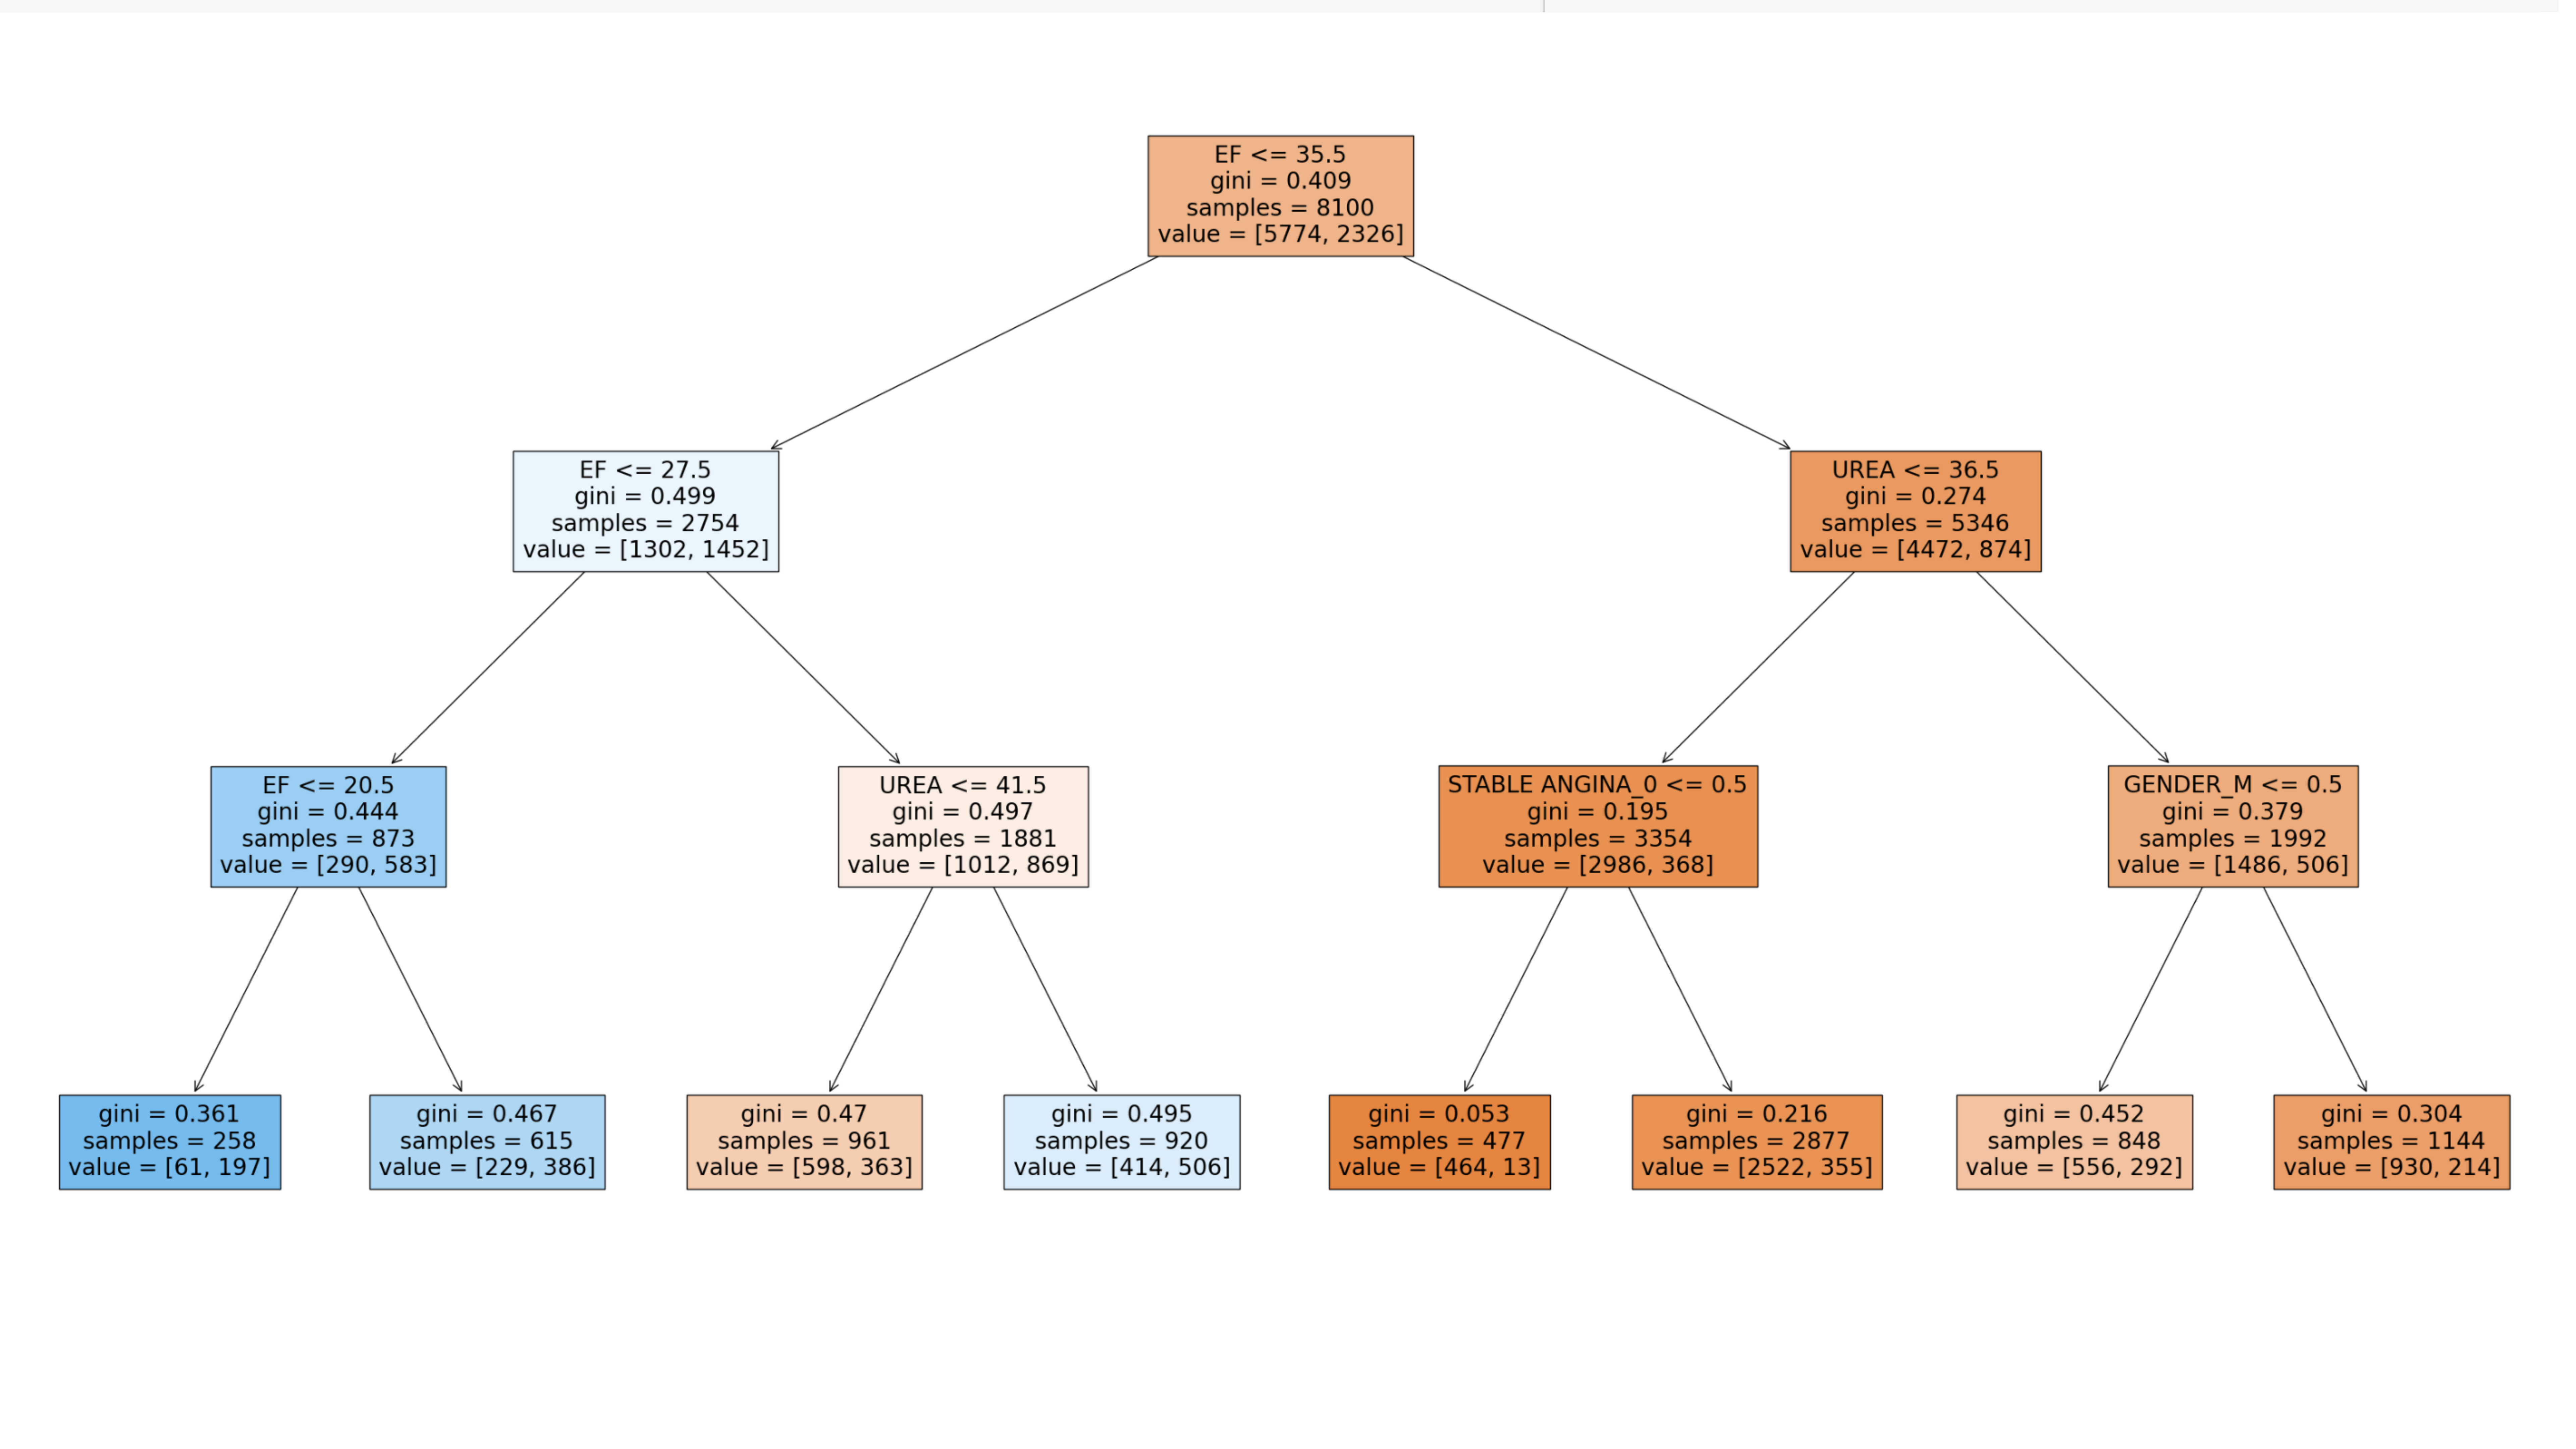 EF <= 35.5
gini = 0.409
samples = 8100
value = [5774, 2326]
EF <= 27.5
gini = 0.499
samples = 2754
value = [1302, 1452]
UREA <= 36.5
gini = 0.274
samples = 5346
value = [4472, 874]
EF <= 20.5
gini = 0.444
samples = 873
value = [290, 583]
UREA <= 41.5
gini = 0.497
samples = 1881
value = [1012, 869]
STABLE ANGINA_0 <= 0.5
gini = 0.195
samples = 3354
value = [2986, 368]
GENDER_M <= 0.5
gini = 0.379
samples = 1992
value = [1486, 506]
gini = 0.361
samples = 258
value = [61, 197]
gini = 0.467
samples = 615
value = [229, 386]
gini = 0.47
samples = 961
value = [598, 363]
gini = 0.495
samples = 920
value = [414, 506]
gini = 0.053
samples = 477
value = [464, 13]
gini = 0.216
samples = 2877
value = [2522, 355]
gini = 0.452
samples = 848
value = [556, 292]
gini = 0.304
samples = 1144
value = [930, 214]